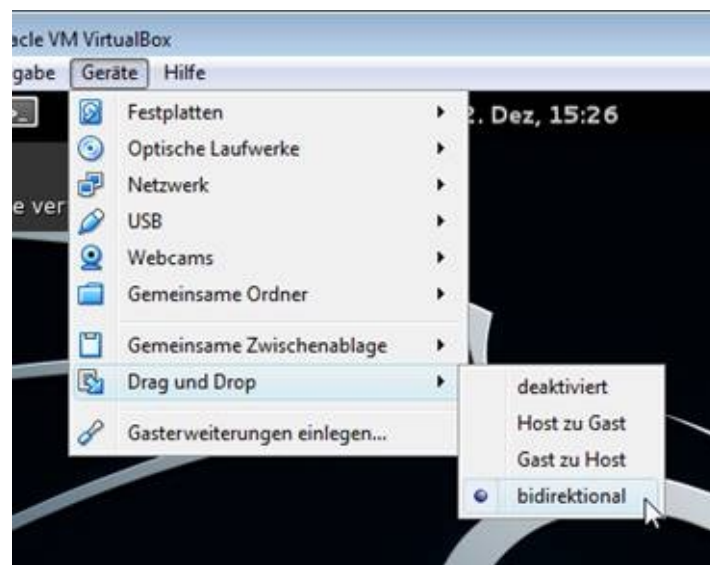 acle VM VirtualBox
gabe Geräte Hilfe
2. Dez, 15:26
Festplatten
Optische Laufwerke
Netzwerk
e ver
USB
Webcams
Gemeinsame Ordner
Gemeinsame Zwischenablage
Drag und Drop
Gasterweiterungen einlegen...
deaktiviert
Host zu Gast
Gast zu Host
bidirektional